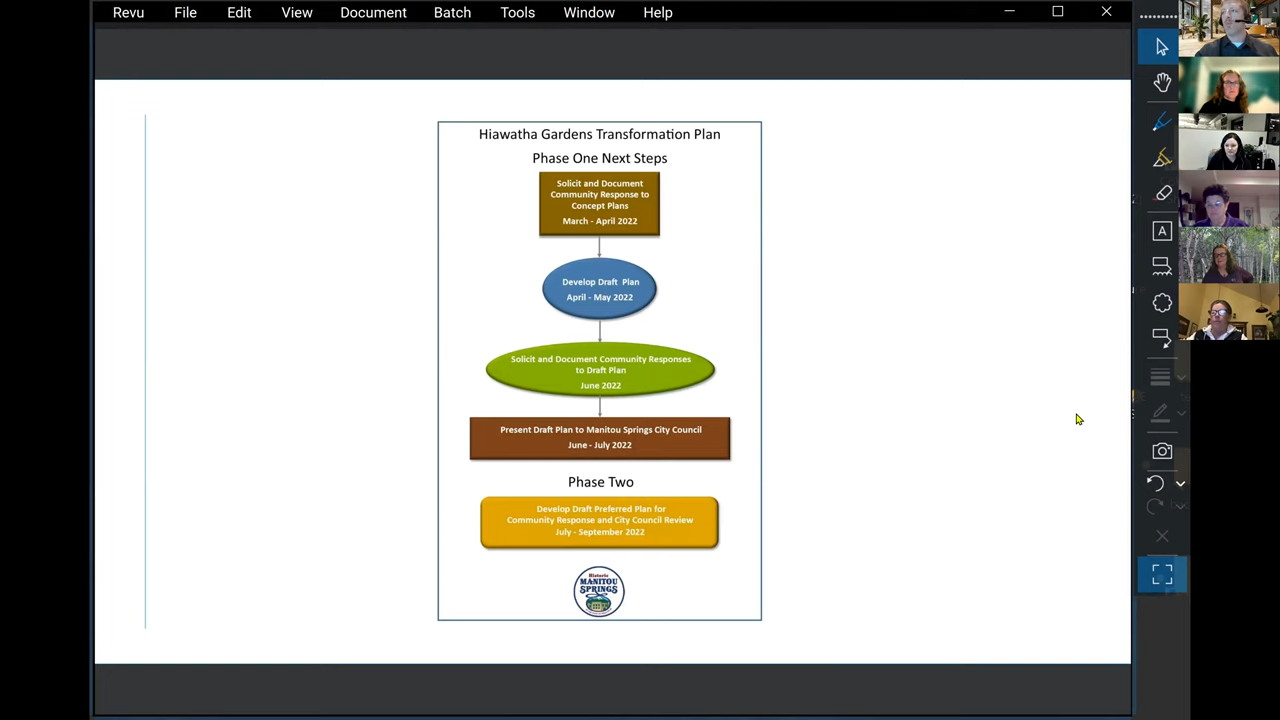 Revu File Edit View Document Batch Tools Window Help
Hiawatha Gardens Transformation Plan
Phase One Next Steps
Solicit and Document
Community Response to
Concept Plans
March - April 2022
Develop Draft Plan
April - May 2022
Solicit and Document Community Responses
to Draft Plan
June 2022
Present Draft Plan to Manitou Springs City Council
June - July 2022
Phase Two
Develop Draft Preferred Plan for
Community Response and City Council Review
July - September 2022
Historic
MANITOU
SPRINGS
A